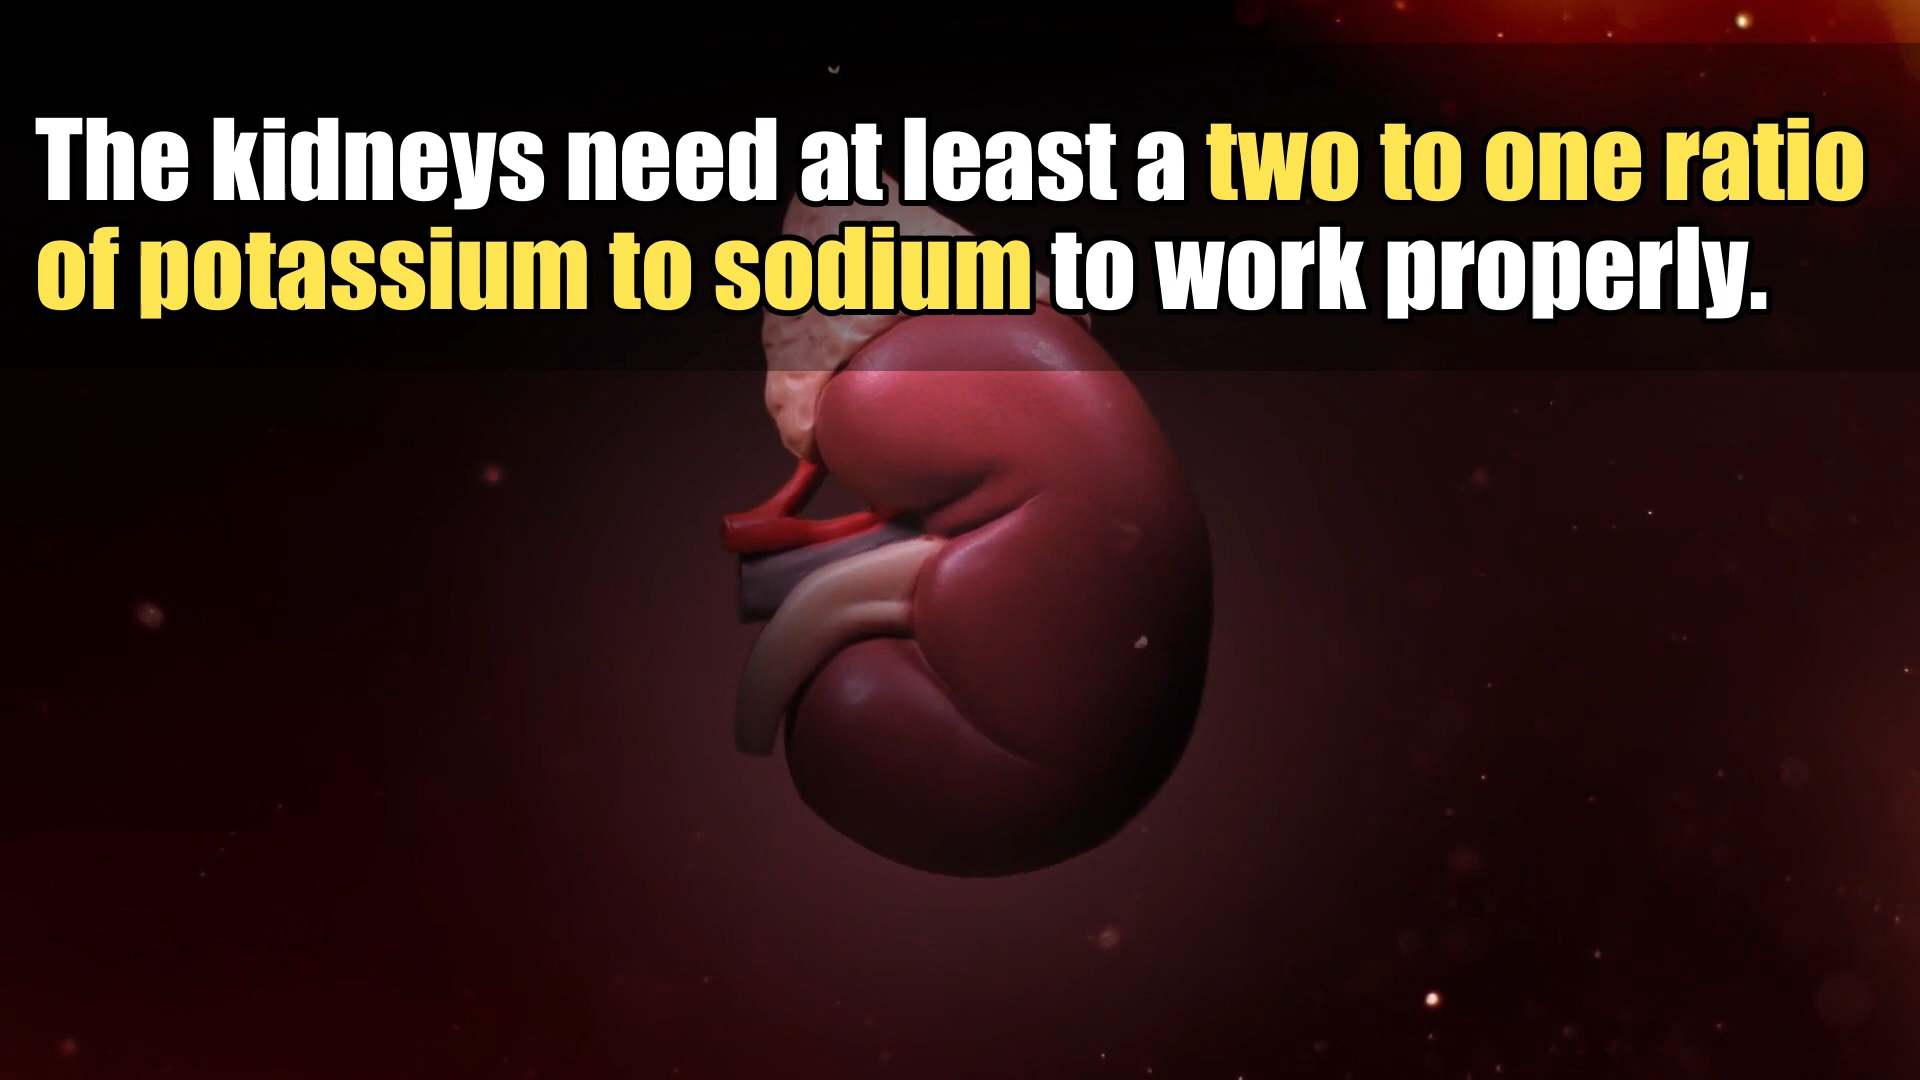 The kidneys need at least a two to one ratio
of potassium to sodium to work properly.